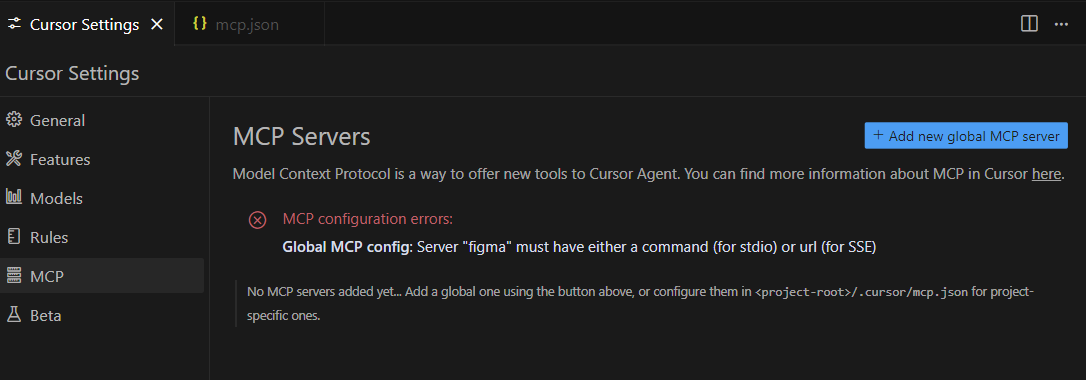 Cursor Settings
{} mcp.json
Cursor Settings
General
Features
Models
Rules
MCP
Beta
MCP Servers
+ Add new global MCP server
Model Context Protocol is a way to offer new tools to Cursor Agent. You can find more information about MCP in Cursor here.
MCP configuration errors:
Global MCP config: Server "figma" must have either a command (for stdio) or url (for SSE)
No MCP servers added yet... Add a global one using the button above, or configure them in <project-root>/.cursor/mcp.json for project-
specific ones.